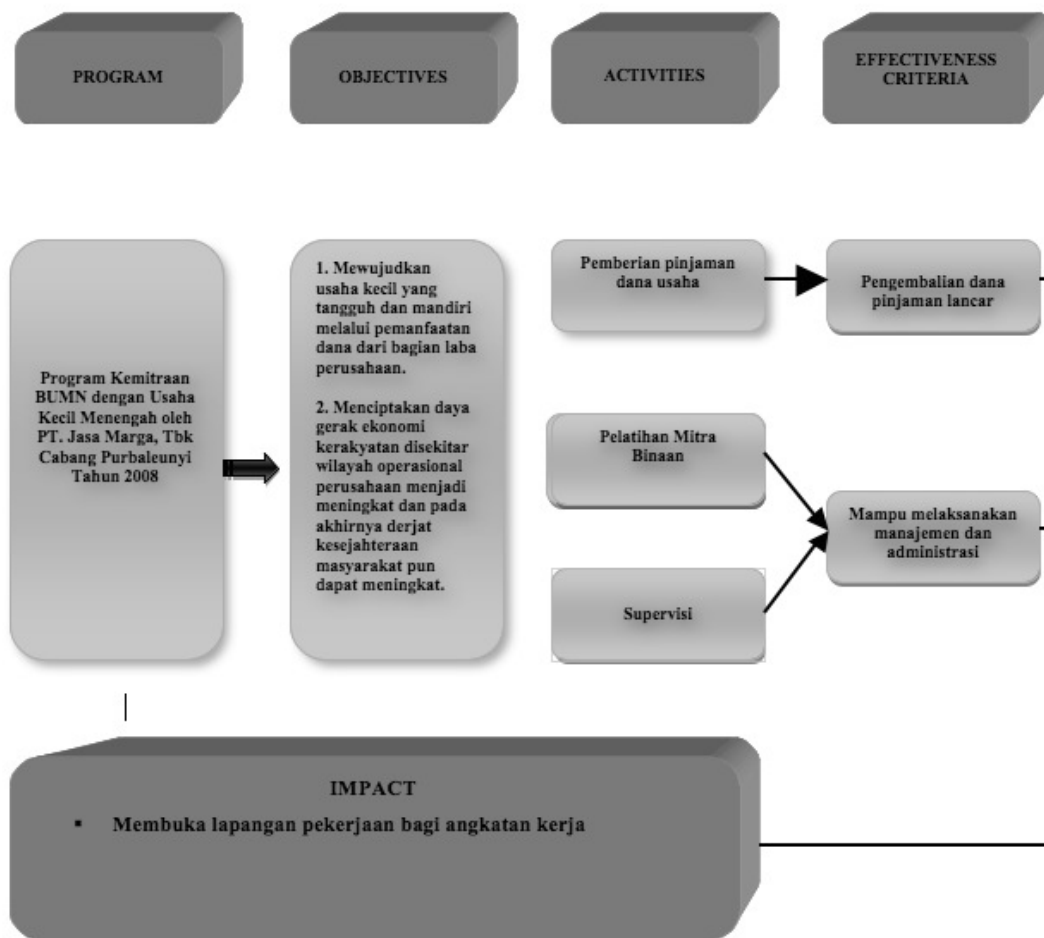 PROGRAM
OBJECTIVES
ACTIVITIES
EFFECTIVENESS
CRITERIA
Program Kemitraan
BUMN dengan Usaha
Kecil Menengah oleh
PT. Jasa Marga, Tbk
Cabang Purbaleunyi
Tahun 2008
1. Mewujudkan
usaha kecil yang
tangguh dan mandiri
melalui pemanfaatan
dana dari bagian laba
perusahaan.
2. Menciptakan daya
gerak ekonomi
kerakyatan disekitar
wilayah operasional
perusahaan menjadi
meningkat dan pada
akhirnya derjat
kesejahteraan
masyarakat pun
dapat meningkat.
Pemberian pinjaman
dana usaha
Pengembalian dana
pinjaman lancar
Pelatihan Mitra
Binaan
Supervisi
Mampu melaksanakan
manajemen dan
administrasi
IMPACT
▪ Membuka lapangan pekerjaan bagi angkatan kerja